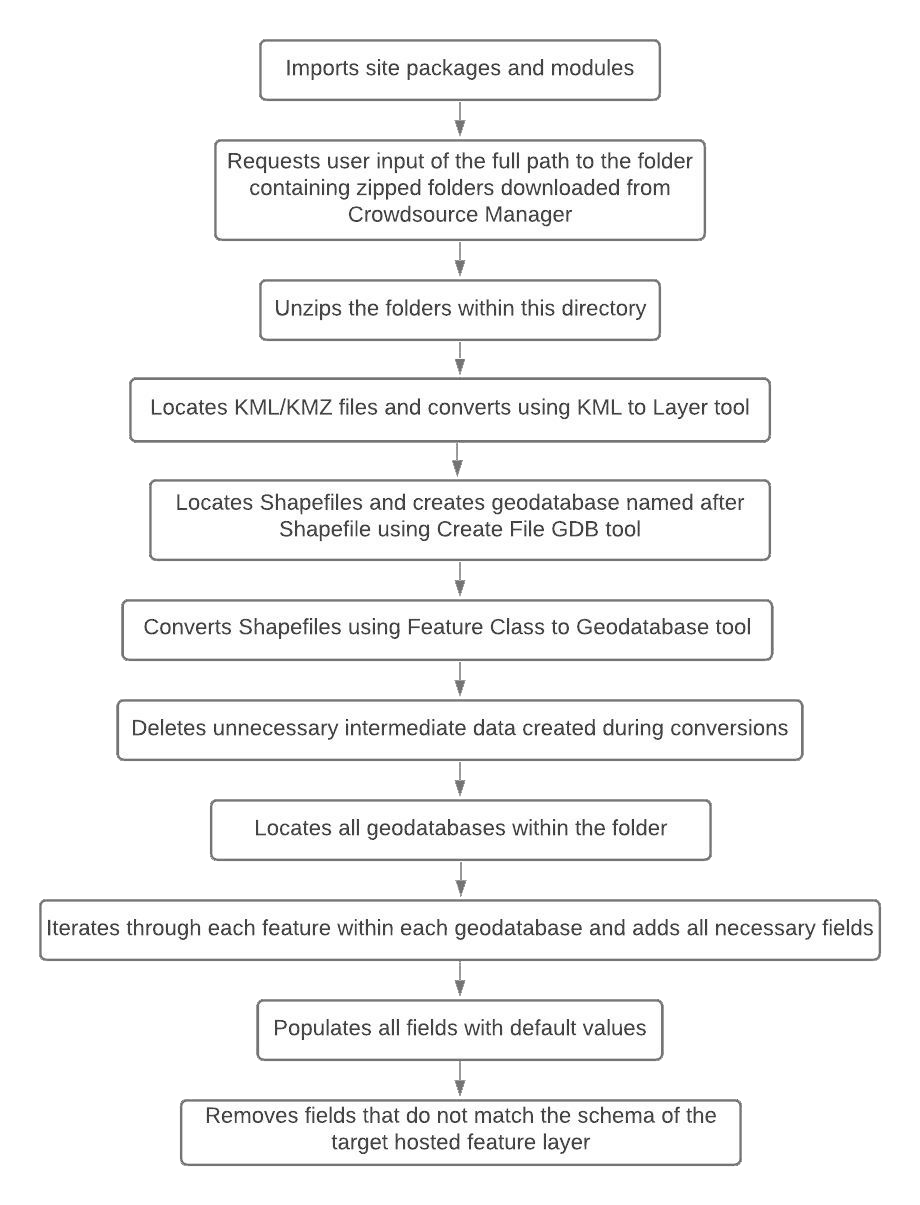 Imports site packages and modules
Requests user input of the full path to the folder
containing zipped folders downloaded from
Crowdsource Manager
Unzips the folders within this directory
Locates KML/KMZ files and converts using KML to Layer tool
Locates Shapefiles and creates geodatabase named after
Shapefile using Create File GDB tool
Converts Shapefiles using Feature Class to Geodatabase tool
Deletes unnecessary intermediate data created during conversions
Locates all geodatabases within the folder
Iterates through each feature within each geodatabase and adds all necessary fields
Populates all fields with default values
Removes fields that do not match the schema of the
target hosted feature layer